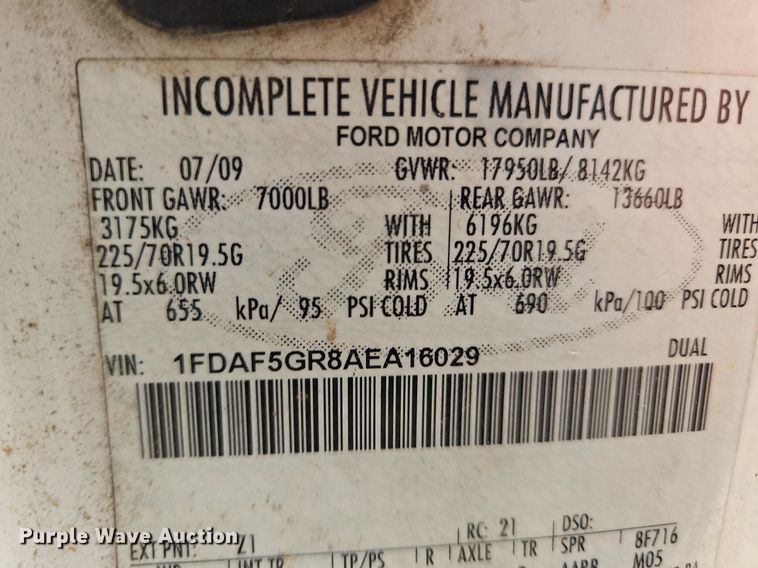 INCOMPLETE VEHICLE MANUFACTURED BY
FORD MOTOR COMPANY
DATE: 07/09 GVWR: 17950LB/ 8142KG
FRONT GAWR: 7000LB REAR GAWR: 13660LB
3175KG WITH 6196KG WITH
225/70R19.5G TIRES 225/70R19.5G TIRES
19.5x6.0RW RIMS 19.5x6.0RW RIMS
AT 655 kPa/ 95 PSI COLD AT 690 kPa/100 PSI COLD
VIN: 1FDAF5GR8AEA16029 DUAL
EXT PNT: Z1 RC: 21 DSO:
INT TR TP/PS R AXLE TR SPR 8F716
M05
Purple Wave Auction